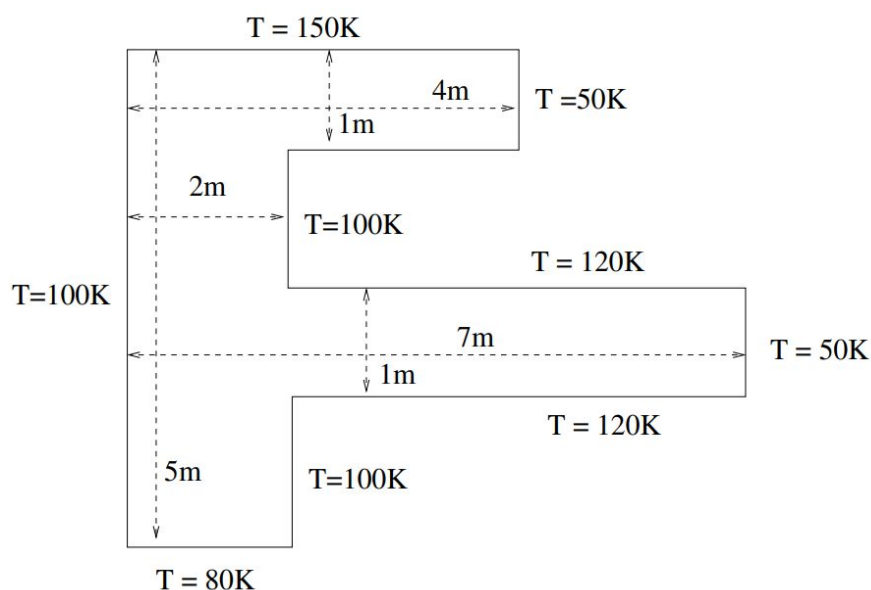 T = 150K
4m
T =50K
1m
2m
T=100K
T = 120K
T=100K
7m
T = 50K
1m
T = 120K
5m
T=100K
T = 80K